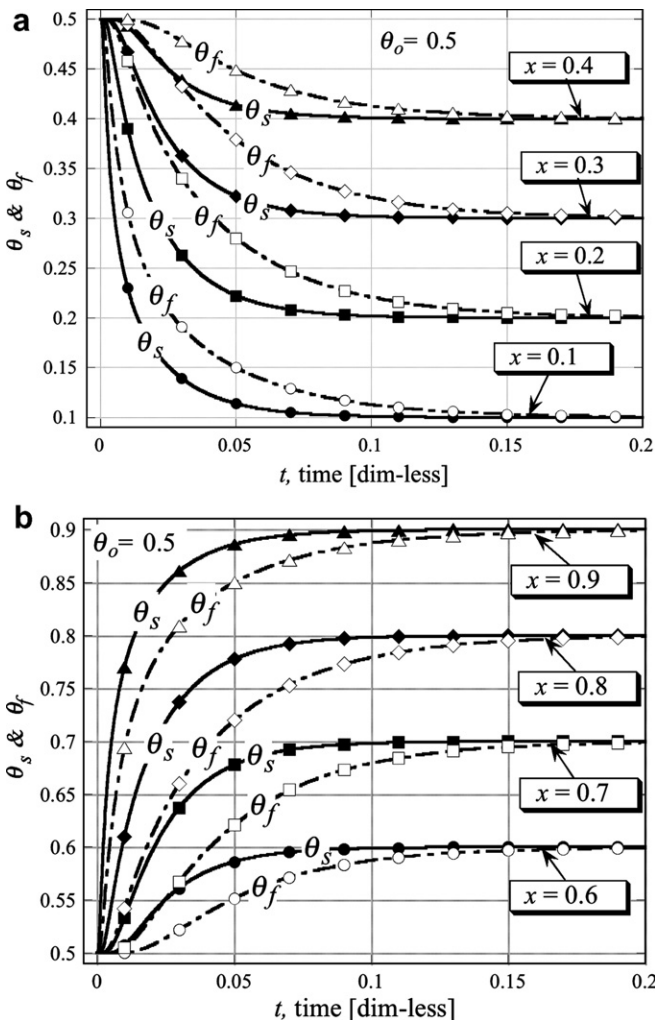 a
0.5
θo = 0.5
θf
x = 0.4
0.45
θs
0.4
θf
x = 0.3
0.35
θs
θs & θf
0.3
θs
θf
x = 0.2
0.25
θf
0.2
θs
x = 0.1
0.15
0.1
0
0.05
0.1
0.15
0.2
t, time [dim-less]
b
0.9
θo = 0.5
x = 0.9
0.85
θs
θf
0.8
x = 0.8
0.75
θs
θf
θs
θs & θf
0.7
x = 0.7
0.65
θf
0.6
θs
x = 0.6
0.55
θf
0.5
0
0.05
0.1
0.15
0.2
t, time [dim-less]